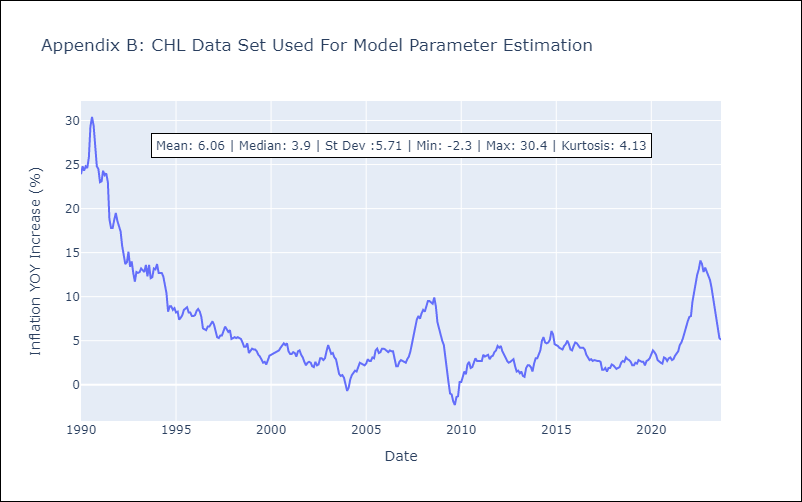 Appendix B: CHL Data Set Used For Model Parameter Estimation
Mean: 6.06 | Median: 3.9 | St Dev :5.71 | Min: -2.3 | Max: 30.4 | Kurtosis: 4.13
Inflation YOY Increase (%)
30
25
20
15
10
5
0
1990 1995 2000 2005 2010 2015 2020
Date